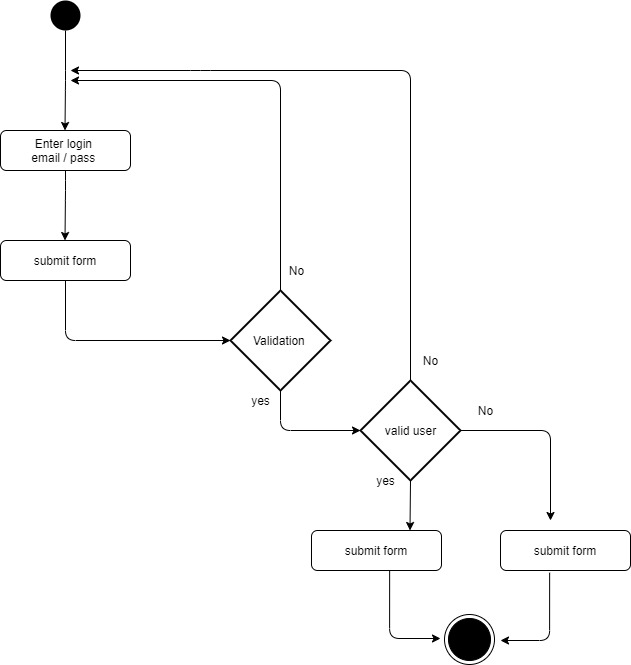 Enter login
email / pass
submit form
No
Validation
yes
No
No
valid user
yes
submit form
submit form